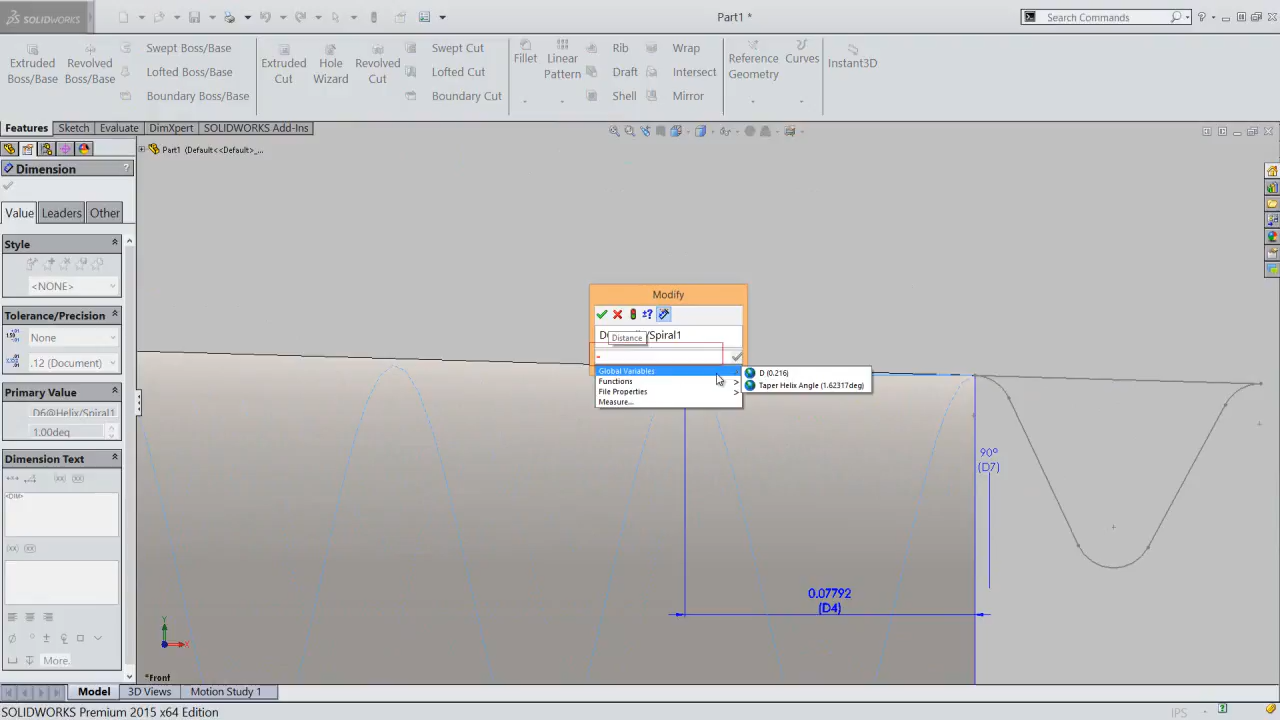 SOLIDWORKS
Part1 *
Search Commands
Extruded Boss/Base
Revolved Boss/Base
Swept Boss/Base
Lofted Boss/Base
Boundary Boss/Base
Extruded Cut
Hole Wizard
Revolved Cut
Swept Cut
Lofted Cut
Boundary Cut
Fillet
Linear Pattern
Rib
Draft
Shell
Wrap
Intersect
Mirror
Reference Geometry
Curves
Instant3D
Features
Sketch
Evaluate
DimXpert
SOLIDWORKS Add-Ins
Part1 (Default<<Default>_...
Dimension
?
Value
Leaders
Other
Style
<NONE>
Tolerance/Precision
None
.12 (Document)
Primary Value
D6@Helix/Spiral1
1.00deg
Dimension Text
<DIM>
More.
Modify
Distance
/Spiral1
=
Global Variables
Functions
File Properties
Measure...
D (0.216)
Taper Helix Angle (1.62317deg)
90°
(D7)
0.07792
(D4)
Y
X
*Front
Model
3D Views
Motion Study 1
SOLIDWORKS Premium 2015 x64 Edition
IPS